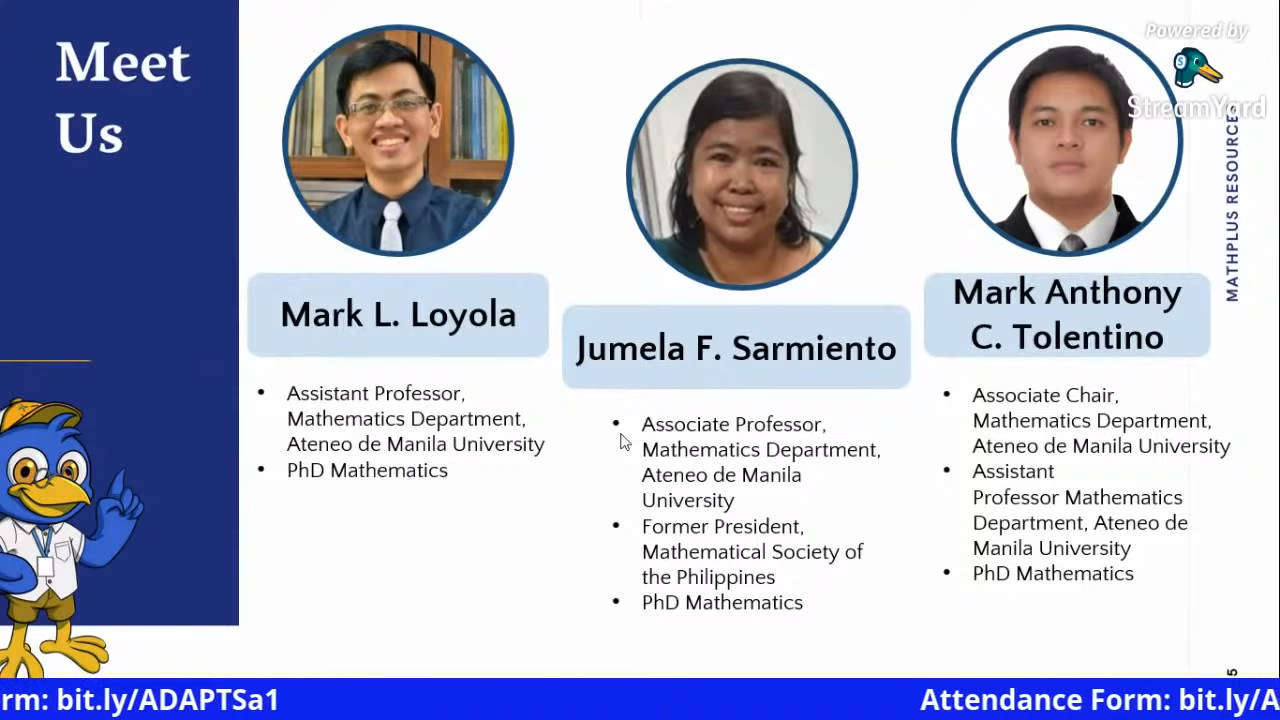 Meet
Us
Powered by
StreamYard
MATHPLUS RESOURCES
Mark L. Loyola
• Assistant Professor,
Mathematics Department,
Ateneo de Manila University
• PhD Mathematics
Jumela F. Sarmiento
• Associate Professor,
Mathematics Department,
Ateneo de Manila
University
• Former President,
Mathematical Society of
the Philippines
• PhD Mathematics
Mark Anthony
C. Tolentino
• Associate Chair,
Mathematics Department,
Ateneo de Manila University
• Assistant
Professor Mathematics
Department, Ateneo de
Manila University
• PhD Mathematics
5
rm: bit.ly/ADAPTSa1
Attendance Form: bit.ly/A